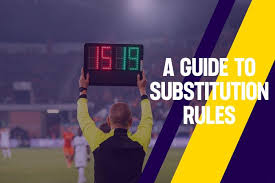 15 19
A GUIDE TO
SUBSTITUTION
RULES